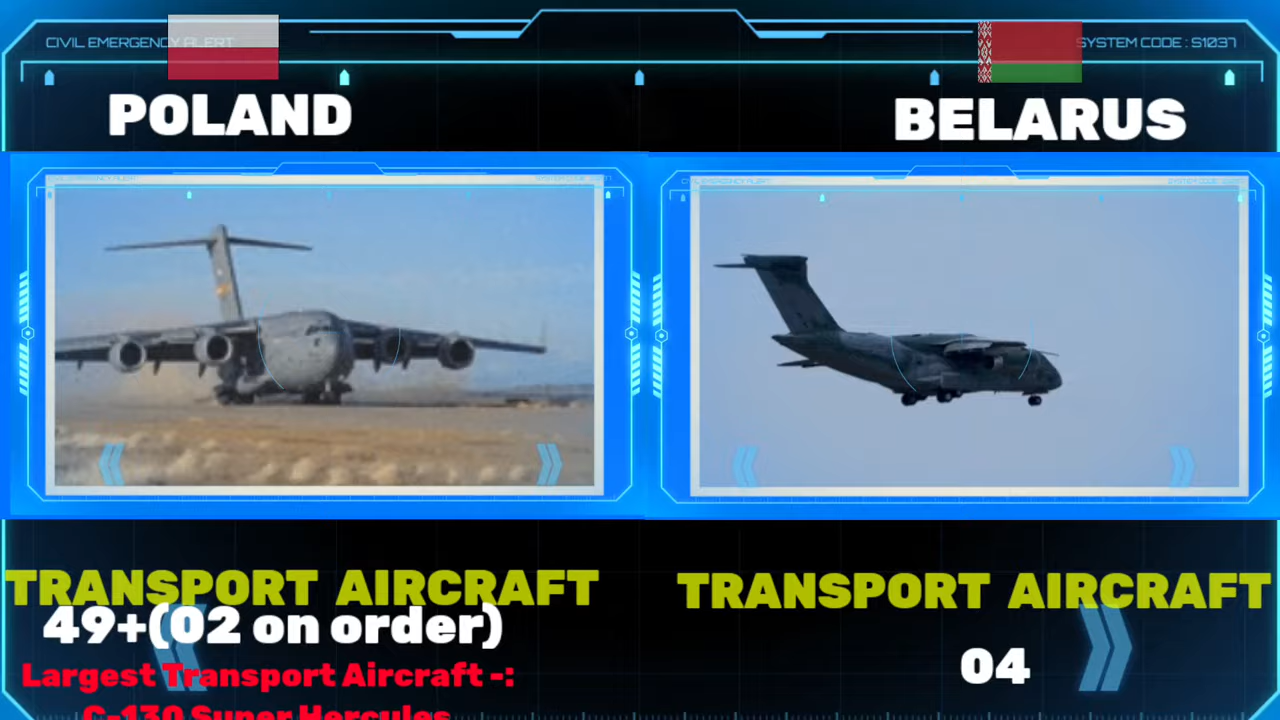 CIVIL EMERGENCY ALERT
SYSTEM CODE : S1037
POLAND
BELARUS
TRANSPORT AIRCRAFT
49+(02 on order)
Largest Transport Aircraft -:
C-130 Super Hercules
TRANSPORT AIRCRAFT
04